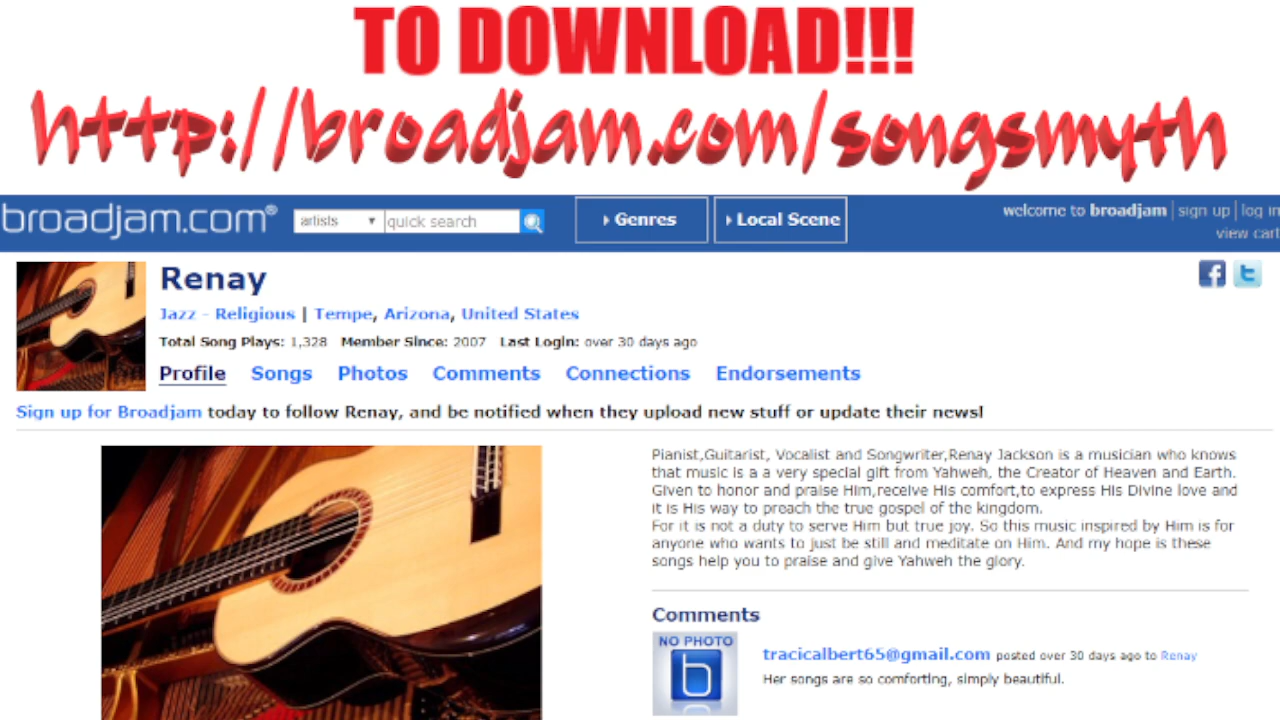 TO DOWNLOAD!!!
http://broadjam.com/songsmyth
broadjam.com®
artists
quick search
Genres
Local Scene
welcome to broadjam | sign up | log in
view cart
Renay
Jazz - Religious | Tempe, Arizona, United States
Total Song Plays: 1,328 Member Since: 2007 Last Login: over 30 days ago
Profile Songs Photos Comments Connections Endorsements
Sign up for Broadjam today to follow Renay, and be notified when they upload new stuff or update their news!
Pianist,Guitarist, Vocalist and Songwriter,Renay Jackson is a musician who knows
that music is a a very special gift from Yahweh, the Creator of Heaven and Earth.
Given to honor and praise Him,receive His comfort,to express His Divine love and
it is His way to preach the true gospel of the kingdom.
For it is not a duty to serve Him but true joy. So this music inspired by Him is for
anyone who wants to just be still and meditate on Him. And my hope is these
songs help you to praise and give Yahweh the glory.
Comments
NO PHOTO
b
tracicalbert65@gmail.com posted over 30 days ago to Renay
Her songs are so comforting, simply beautiful.